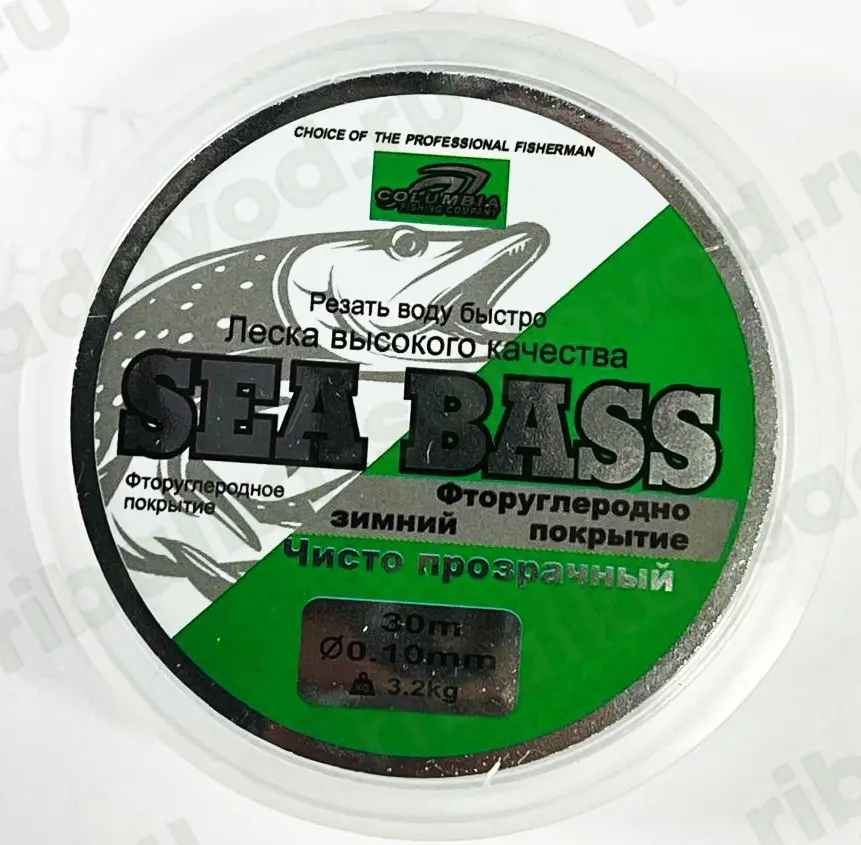 CHOICE OF THE PROFESSIONAL FISHERMAN
COLUMBIA
FISHING COMPANY
Резать воду быстро
Леска высокого качества
SEA BASS
Фторуглеродное
покрытие
Фторуглеродно
зимний покрытие
Чисто прозрачный
30m
Ø0.10mm
3.2kg